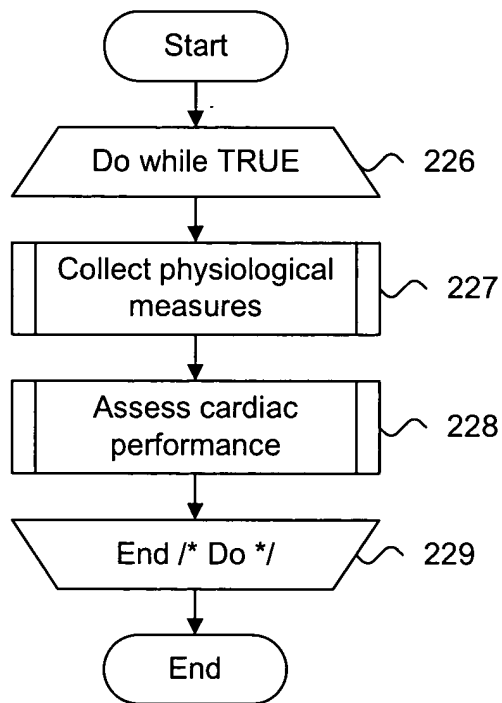 Start
Do while TRUE
226
Collect physiological
measures
227
Assess cardiac
performance
228
End /* Do */
229
End